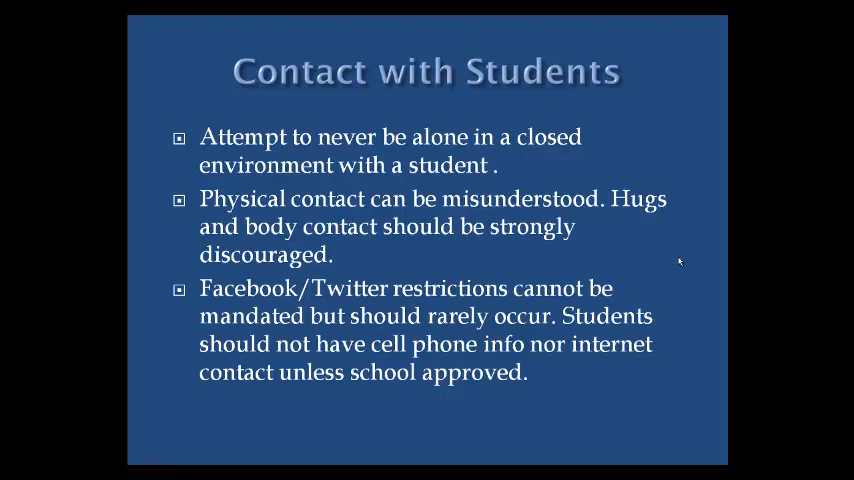 Contact with Students
Attempt to never be alone in a closed
environment with a student .
Physical contact can be misunderstood. Hugs
and body contact should be strongly
discouraged.
Facebook/Twitter restrictions cannot be
mandated but should rarely occur. Students
should not have cell phone info nor internet
contact unless school approved.